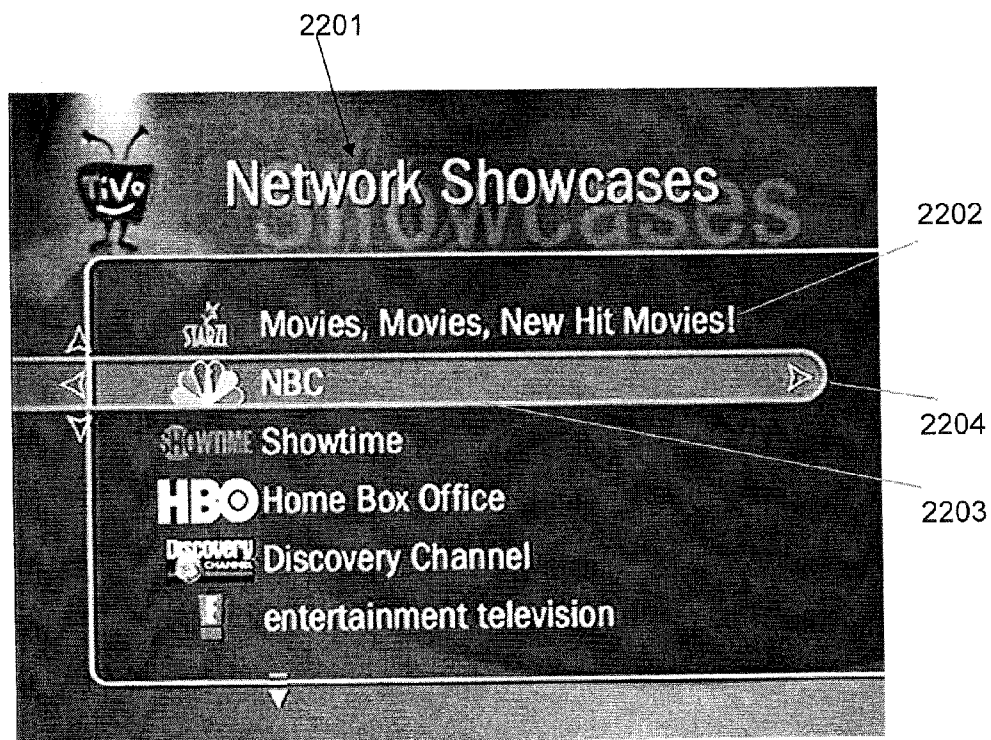 2201
TiVo
Network Showcases
Showcases
2202
STARZ! Movies, Movies, New Hit Movies!
NBC
2204
SHOWTIME Showtime
HBO Home Box Office
2203
Discovery CHANNEL Discovery Channel
E entertainment television